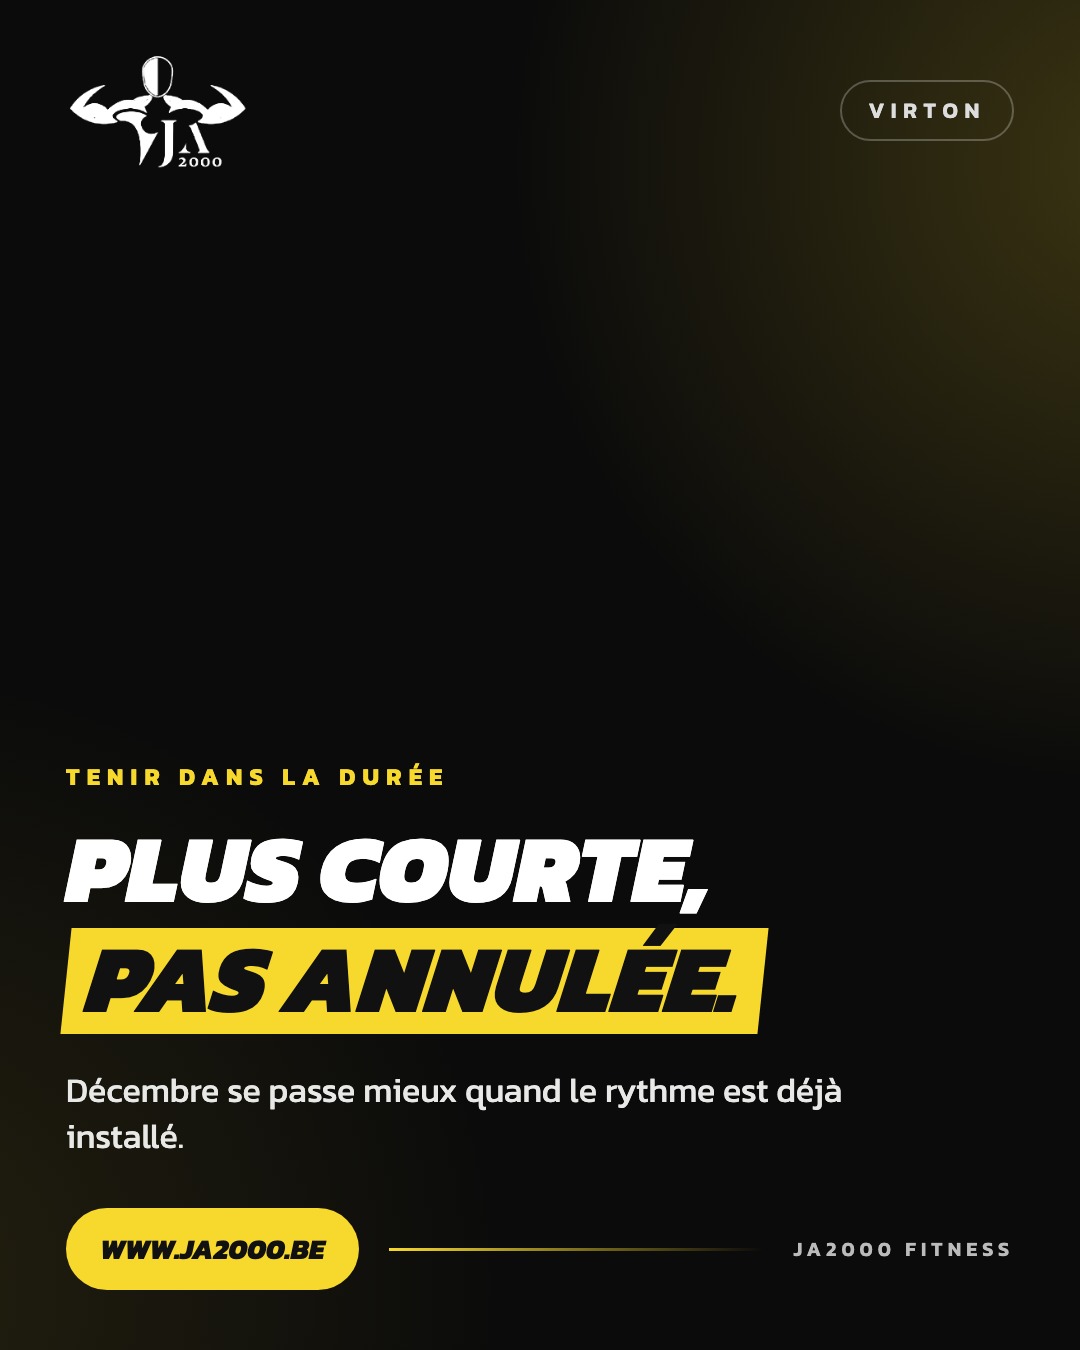 JA
2000
VIRTON
TENIR DANS LA DURÉE
PLUS COURTE,
PAS ANNULÉE.
Décembre se passe mieux quand le rythme est déjà
installé.
WWW.JA2000.BE
JA2000 FITNESS